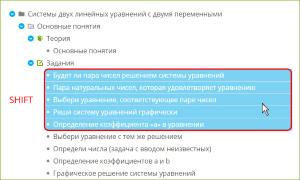 Системы двух линейных уравнений с двумя переменными
Основные понятия
Теория
Основные понятия
Задания
Будет ли пара чисел решением системы уравнений
Пара натуральных чисел, которая удовлетворяет уравнению
Выбери уравнение, соответствующее паре чисел
SHIFT
Реши систему уравнений графически
Определение коэффициента «a» в уравнении
Выбери уравнение с тем же решением
Определи числа (задача с вводом неизвестных)
Определение коэффициентов a и b
Графическое решение системы уравнений